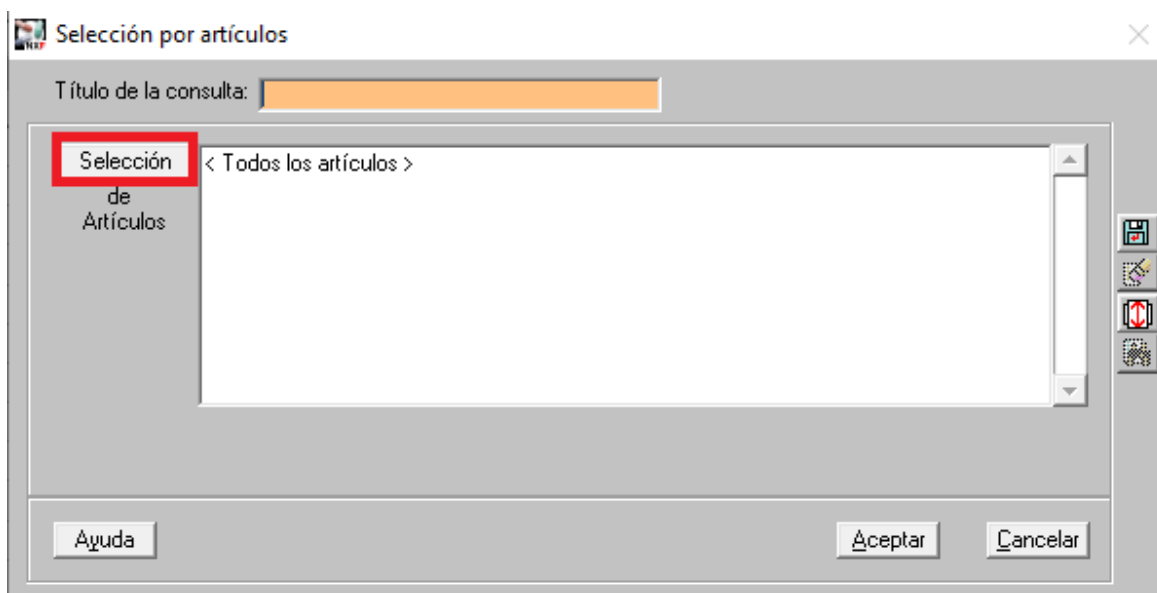 Selección por artículos
Título de la consulta:
Selección
de
Artículos
< Todos los artículos >
Ayuda
Aceptar
Cancelar